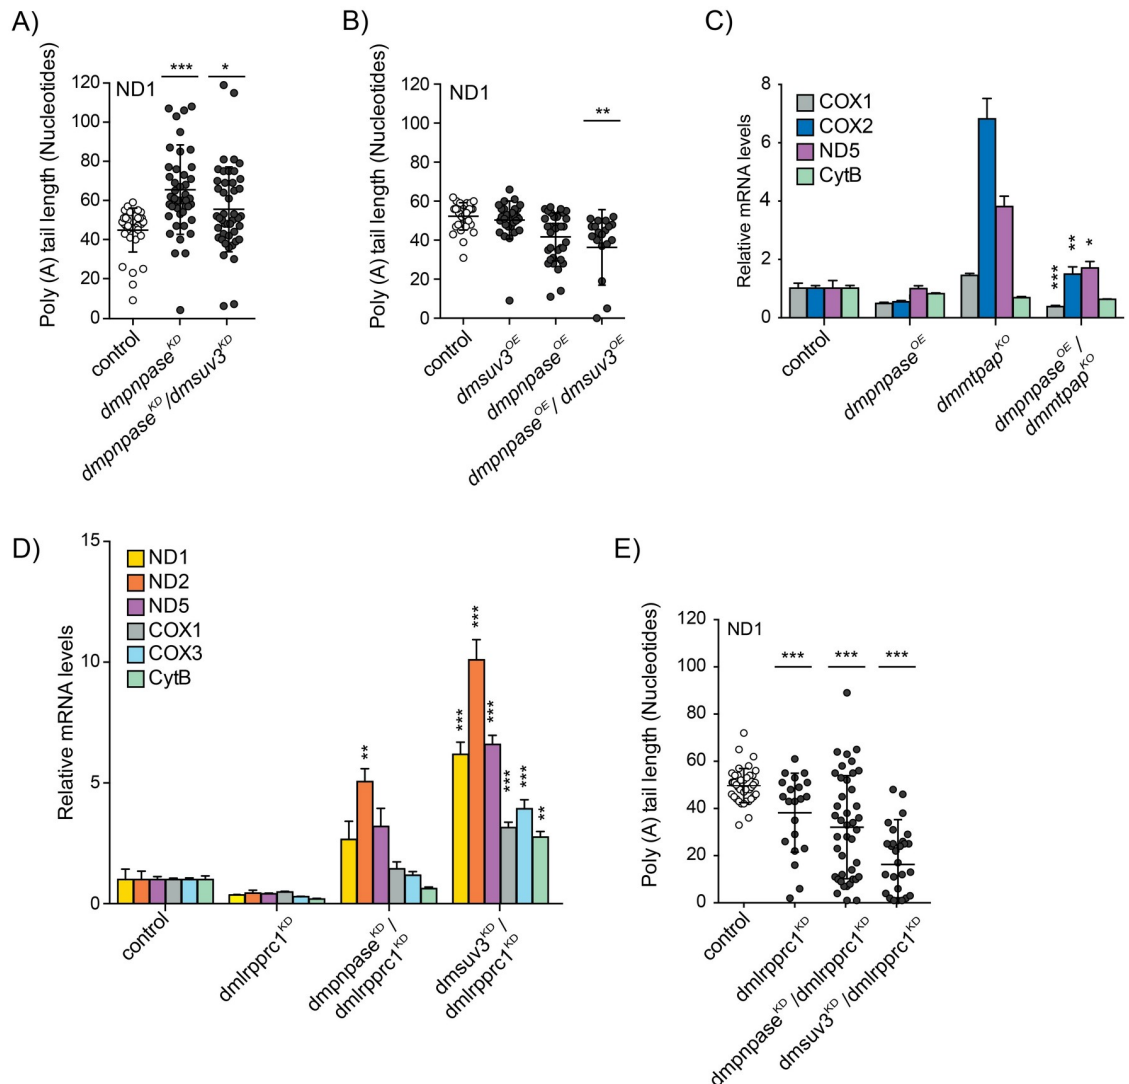 A)
Poly (A) tail length (Nucleotides)
ND1
*** *
120
100
80
60
40
20
0
control
dmpnpase^KD
dmpnpase^KD/dmsuv3^KD
B)
Poly (A) tail length (Nucleotides)
ND1
**
120
100
80
60
40
20
0
control
dmsuv3^OE
dmpnpase^OE
dmpnpase^OE/ dmsuv3^OE
C)
Relative mRNA levels
8
6
4
2
0
COX1
COX2
ND5
CytB
*** ** *
control
dmpnpase^OE
dmmtpap^KO
dmpnpase^OE/
dmmtpap^KO
D)
Relative mRNA levels
15
10
5
0
ND1
ND2
ND5
COX1
COX3
CytB
**
*** *** *** *** *** **
control
dmlrpprc1^KD
dmpnpase^KD/
dmlrpprc1^KD
dmsuv3^KD/
dmlrpprc1^KD
E)
Poly (A) tail length (Nucleotides)
ND1
*** *** ***
120
100
80
60
40
20
0
control
dmlrpprc1^KD
dmpnpase^KD/dmlrpprc1^KD
dmsuv3^KD/dmlrpprc1^KD